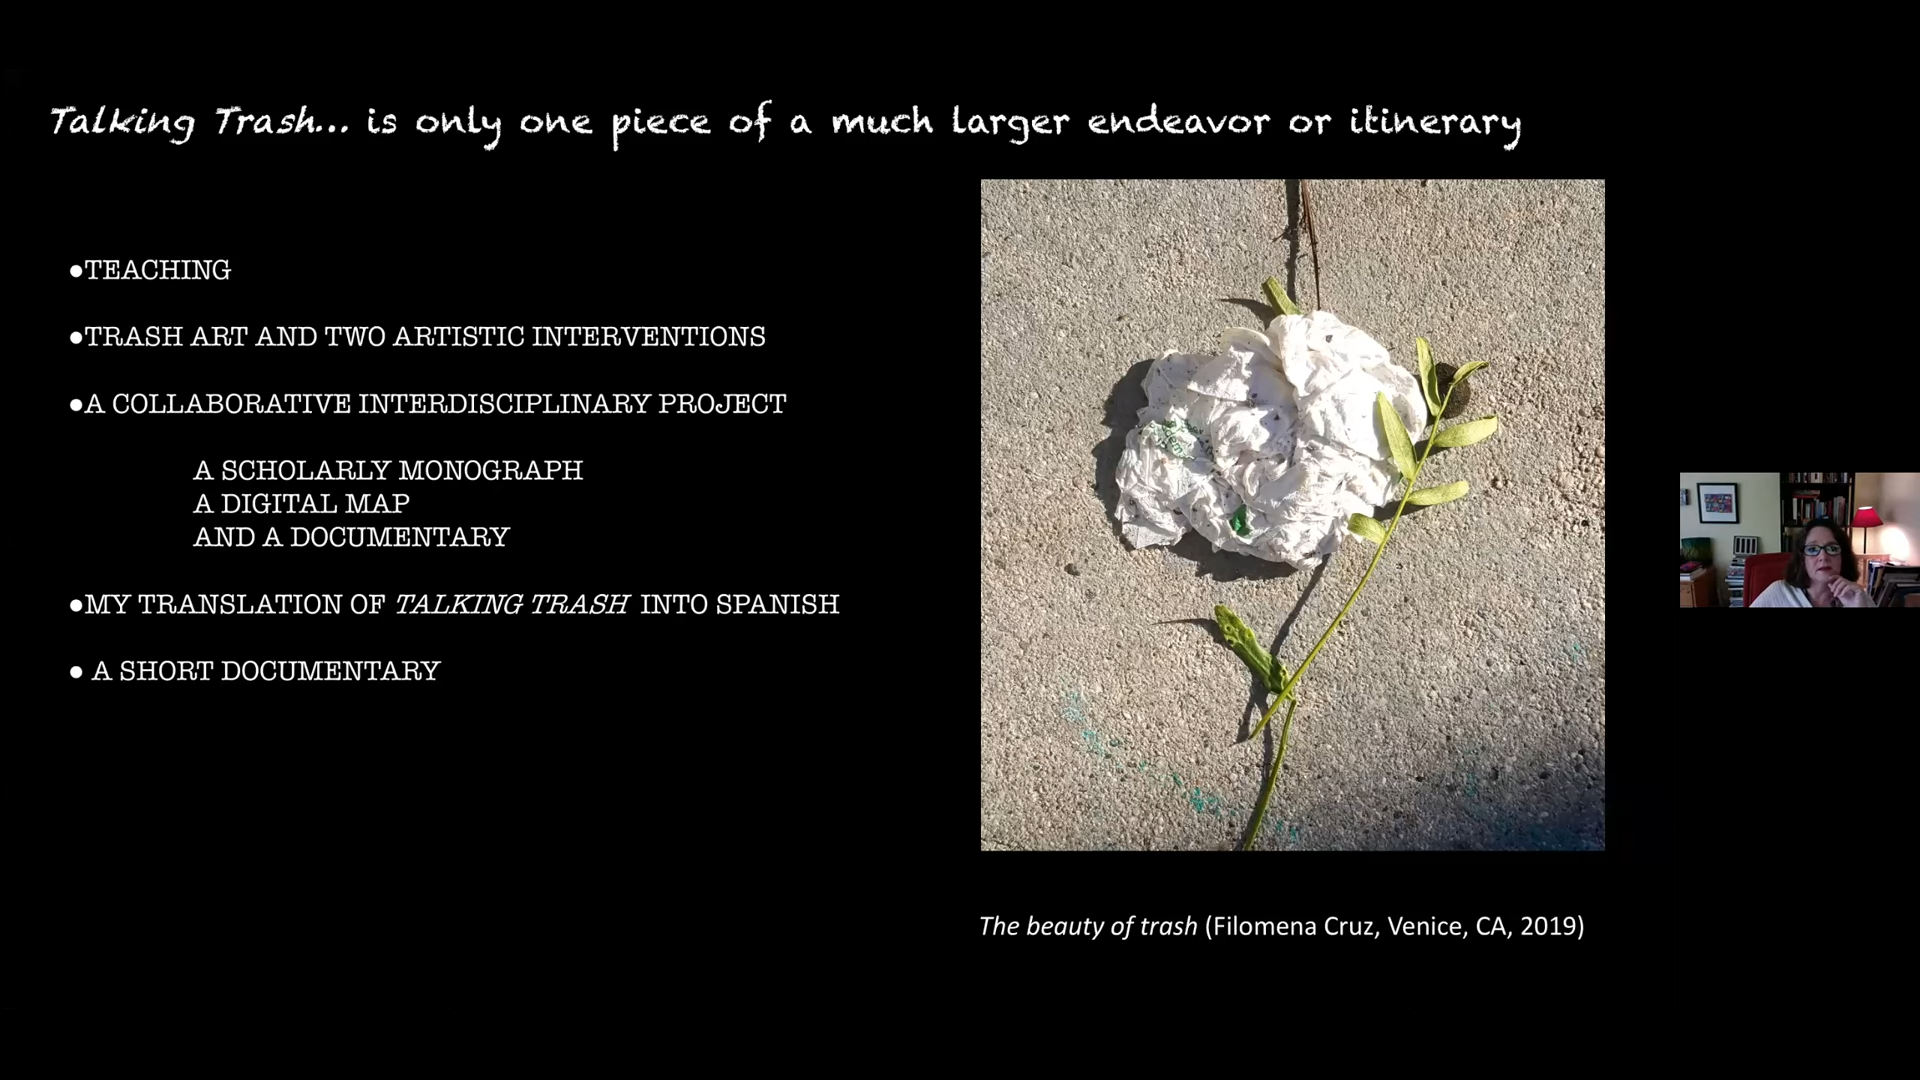 Talking Trash... is only one piece of a much larger endeavor or itinerary
●TEACHING
●TRASH ART AND TWO ARTISTIC INTERVENTIONS
●A COLLABORATIVE INTERDISCIPLINARY PROJECT
A SCHOLARLY MONOGRAPH
A DIGITAL MAP
AND A DOCUMENTARY
●MY TRANSLATION OF TALKING TRASH INTO SPANISH
● A SHORT DOCUMENTARY
The beauty of trash (Filomena Cruz, Venice, CA, 2019)